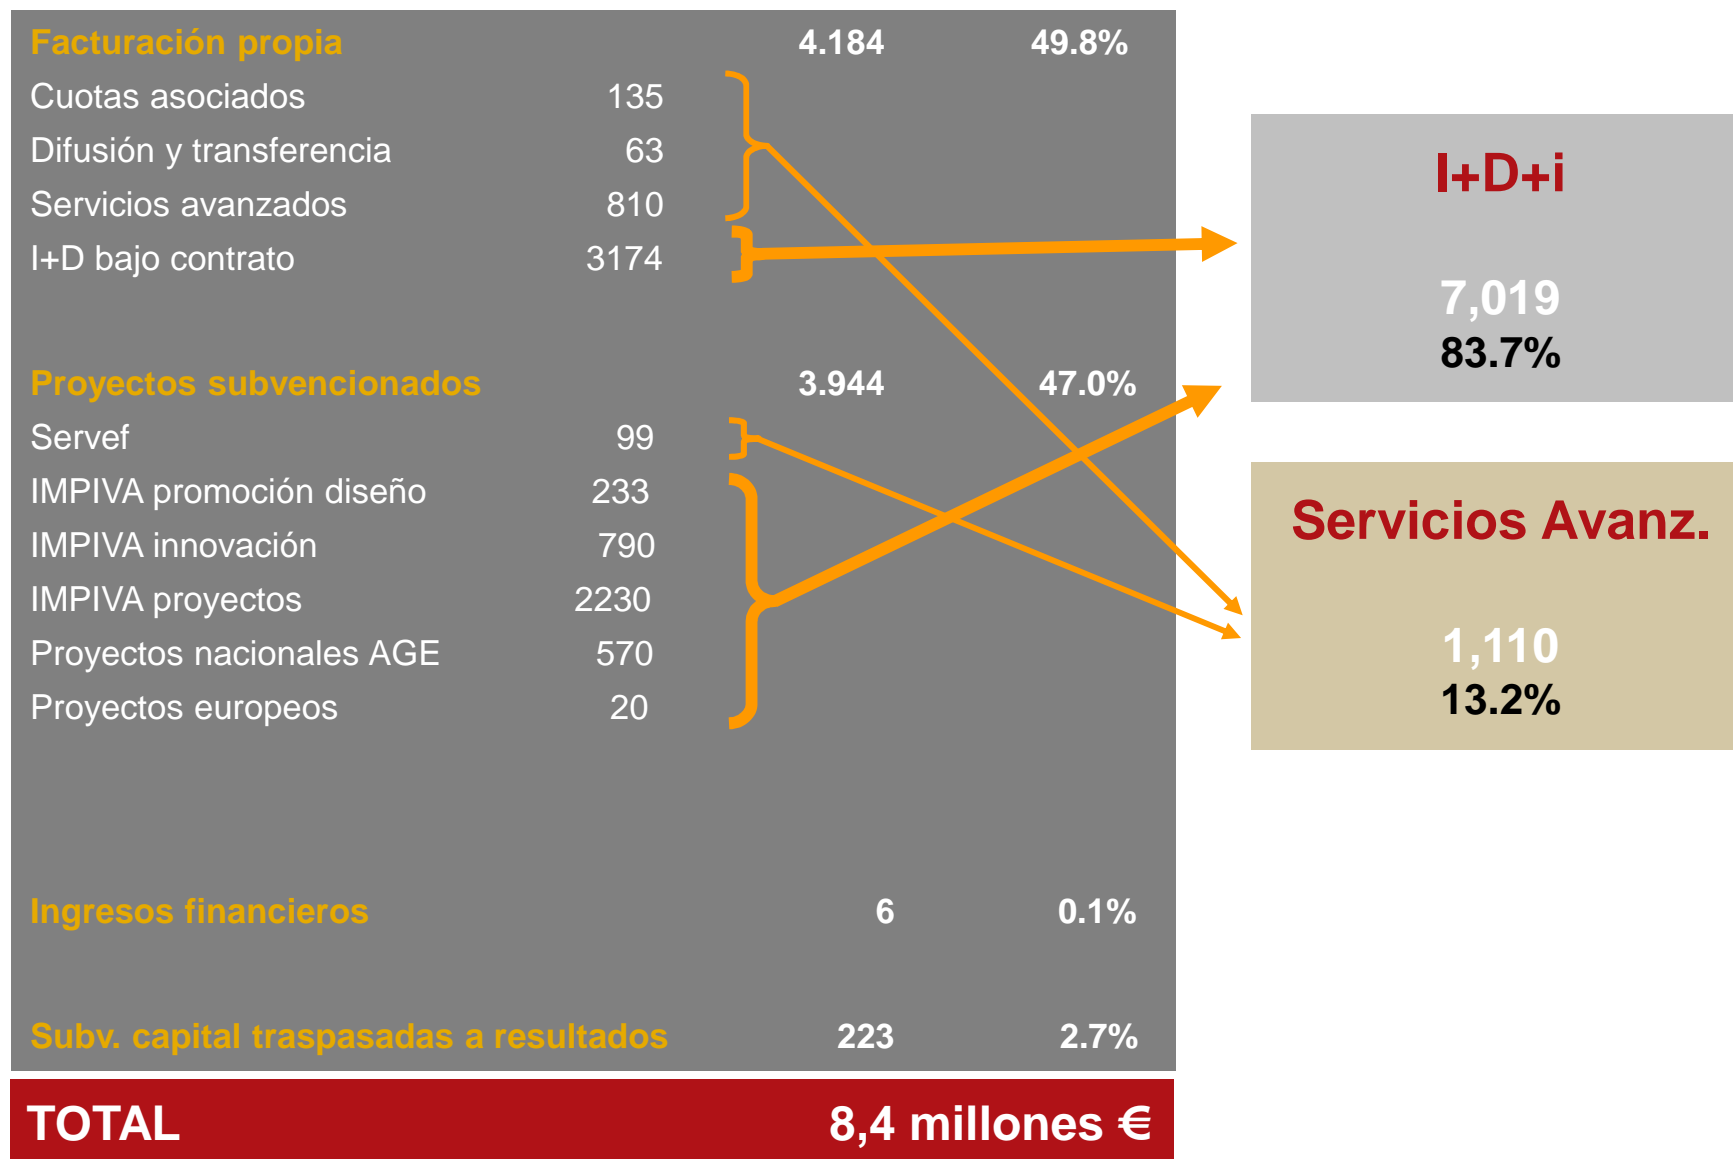 Facturación propia 4.184 49.8%
Cuotas asociados 135
Difusión y transferencia 63
Servicios avanzados 810
I+D bajo contrato 3174
Proyectos subvencionados 3.944 47.0%
Servef 99
IMPIVA promoción diseño 233
IMPIVA innovación 790
IMPIVA proyectos 2230
Proyectos nacionales AGE 570
Proyectos europeos 20
Ingresos financieros 6 0.1%
Subv. capital traspasadas a resultados 223 2.7%
TOTAL 8,4 millones €
I+D+i
7,019
83.7%
Servicios Avanz.
1,110
13.2%